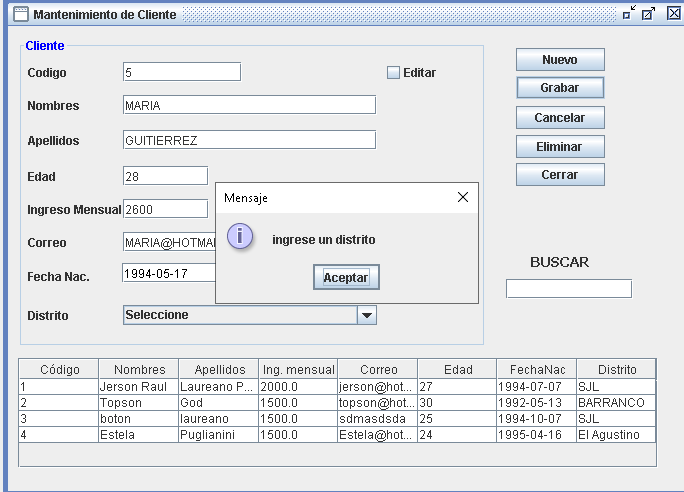 Mantenimiento de Cliente
Cliente
Codigo 5 Editar
Nombres MARIA
Apellidos GUITIERREZ
Edad 28
Ingreso Mensual 2600
Correo MARIA@HOTMA
Fecha Nac. 1994-05-17
Distrito Seleccione
Nuevo
Grabar
Cancelar
Eliminar
Cerrar
Mensaje
ingrese un distrito
Aceptar
BUSCAR
Código Nombres Apellidos Ing. mensual Correo Edad FechaNac Distrito
1 Jerson Raul Laureano P... 2000.0 jerson@hot... 27 1994-07-07 SJL
2 Topson God 1500.0 topson@hot... 30 1992-05-13 BARRANCO
3 boton laureano 1500.0 sdmasdsda 25 1994-10-07 SJL
4 Estela Puglianini 1500.0 Estela@hot... 24 1995-04-16 El Agustino